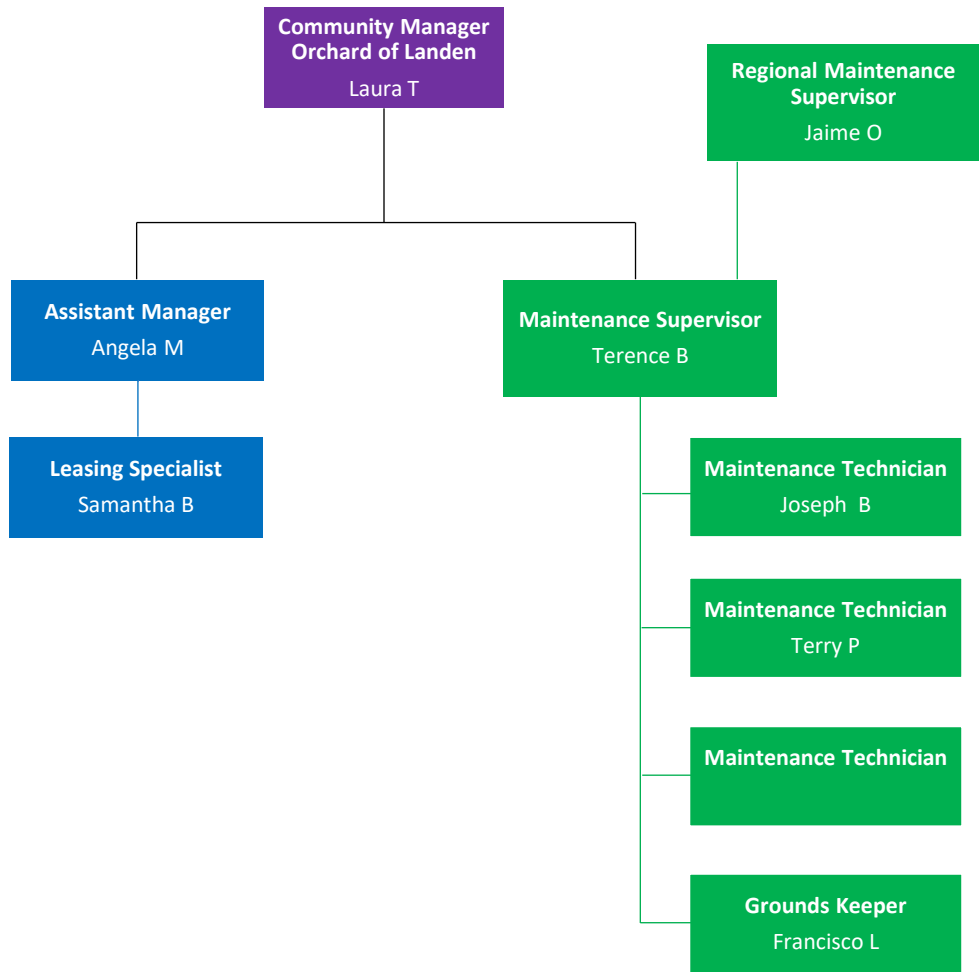 Community Manager
Orchard of Landen
Laura T
Regional Maintenance
Supervisor
Jaime O
Assistant Manager
Angela M
Maintenance Supervisor
Terence B
Leasing Specialist
Samantha B
Maintenance Technician
Joseph  B
Maintenance Technician
Terry P
Maintenance Technician
Grounds Keeper
Francisco L